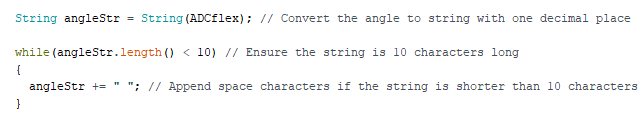 String angleStr = String(ADCflex); // Convert the angle to string with one decimal place
while(angleStr.length() < 10) // Ensure the string is 10 characters long
{
angleStr += " "; // Append space characters if the string is shorter than 10 characters
}